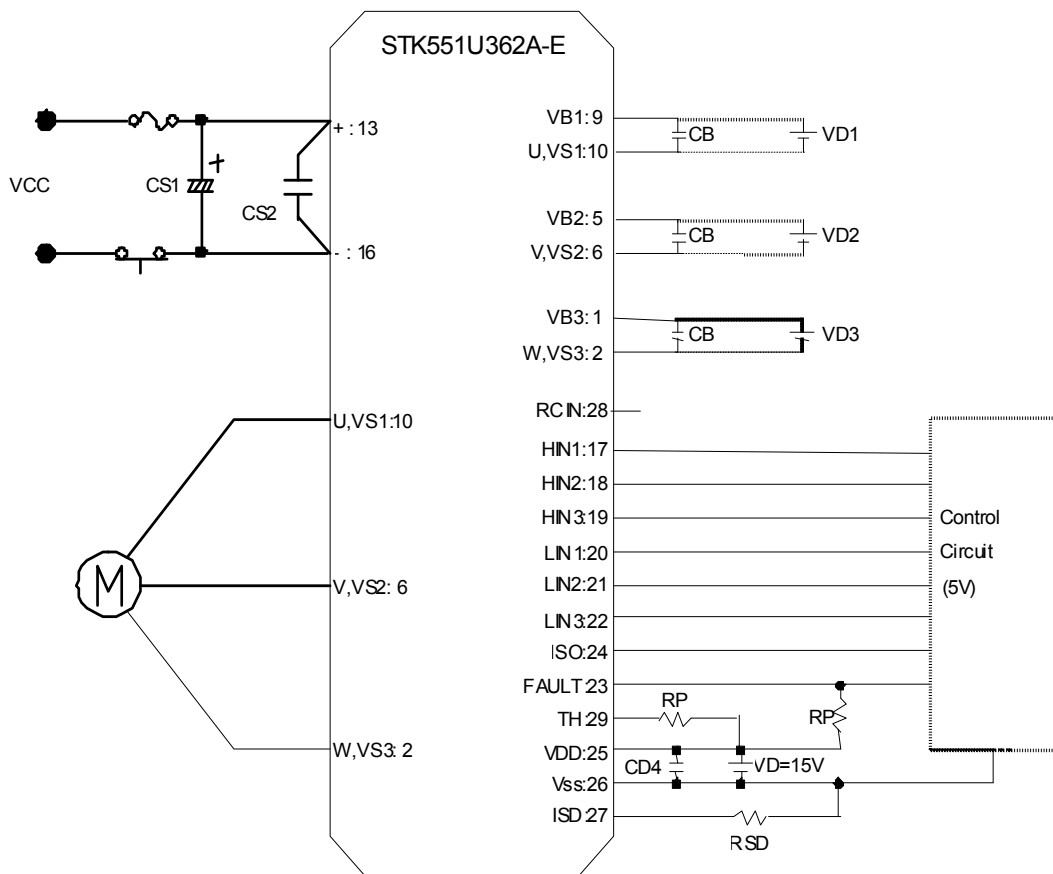 STK551U362A-E
+ : 13
VCC
CS1
+
CS2
- : 16
U,VS1:10
M
V,VS2: 6
W,VS3: 2
VB1: 9
U,VS1:10
CB
VD1
VB2: 5
V,VS2: 6
CB
VD2
VB3: 1
W,VS3: 2
CB
VD3
RCIN:28
HIN1:17
HIN2:18
HIN3:19
LIN1:20
LIN2:21
LIN3:22
ISO:24
FAULT:23
TH:29
VDD:25
Vss:26
ISD:27
RP
RP
CD4
VD=15V
RSD
Control
Circuit
(5V)